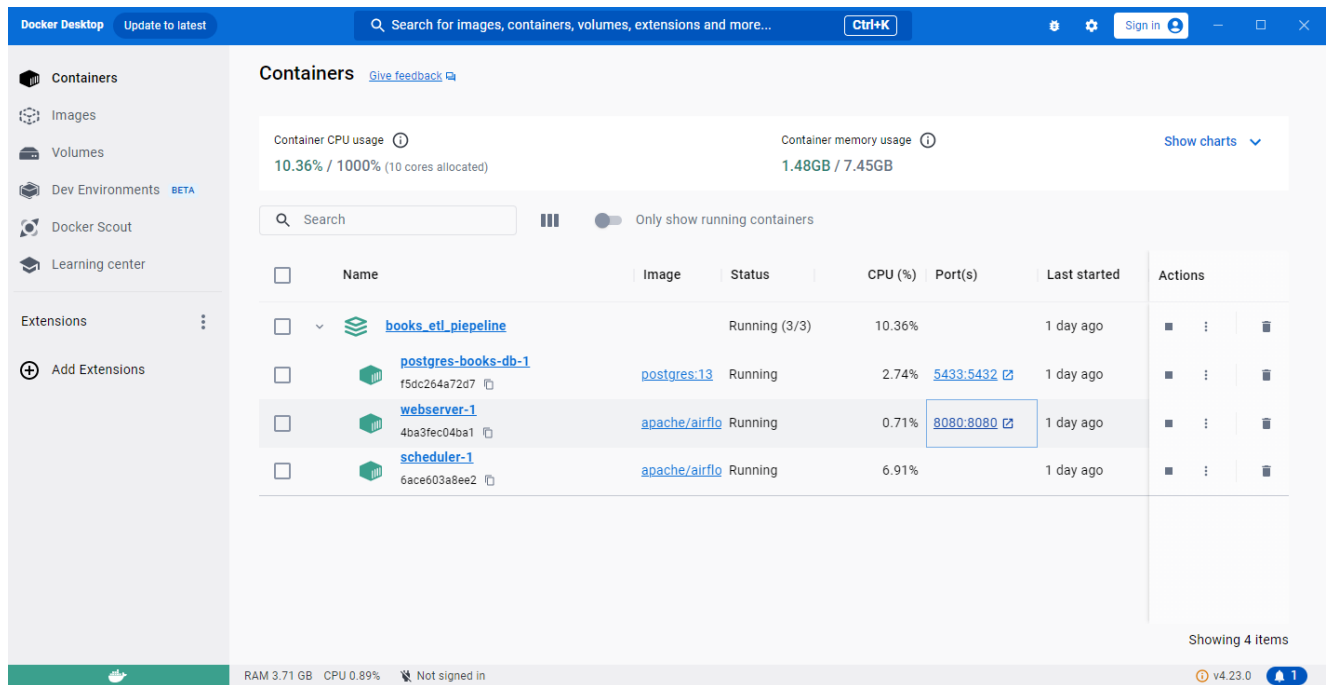 Docker Desktop Update to latest Search for images, containers, volumes, extensions and more... Ctrl+K Sign in
Containers
Images
Volumes
Dev Environments BETA
Docker Scout
Learning center
Extensions
Add Extensions
Containers Give feedback
Container CPU usage
10.36% / 1000% (10 cores allocated)
Container memory usage
1.48GB / 7.45GB
Show charts
Search Only show running containers
Name Image Status CPU (%) Port(s) Last started Actions
books_etl_piepeline Running (3/3) 10.36% 1 day ago
postgres-books-db-1
f5dc264a72d7 postgres:13 Running 2.74% 5433:5432 1 day ago
webserver-1
4ba3fec04ba1 apache/airflo Running 0.71% 8080:8080 1 day ago
scheduler-1
6ace603a8ee2 apache/airflo Running 6.91% 1 day ago
Showing 4 items
RAM 3.71 GB CPU 0.89% Not signed in v4.23.0 1